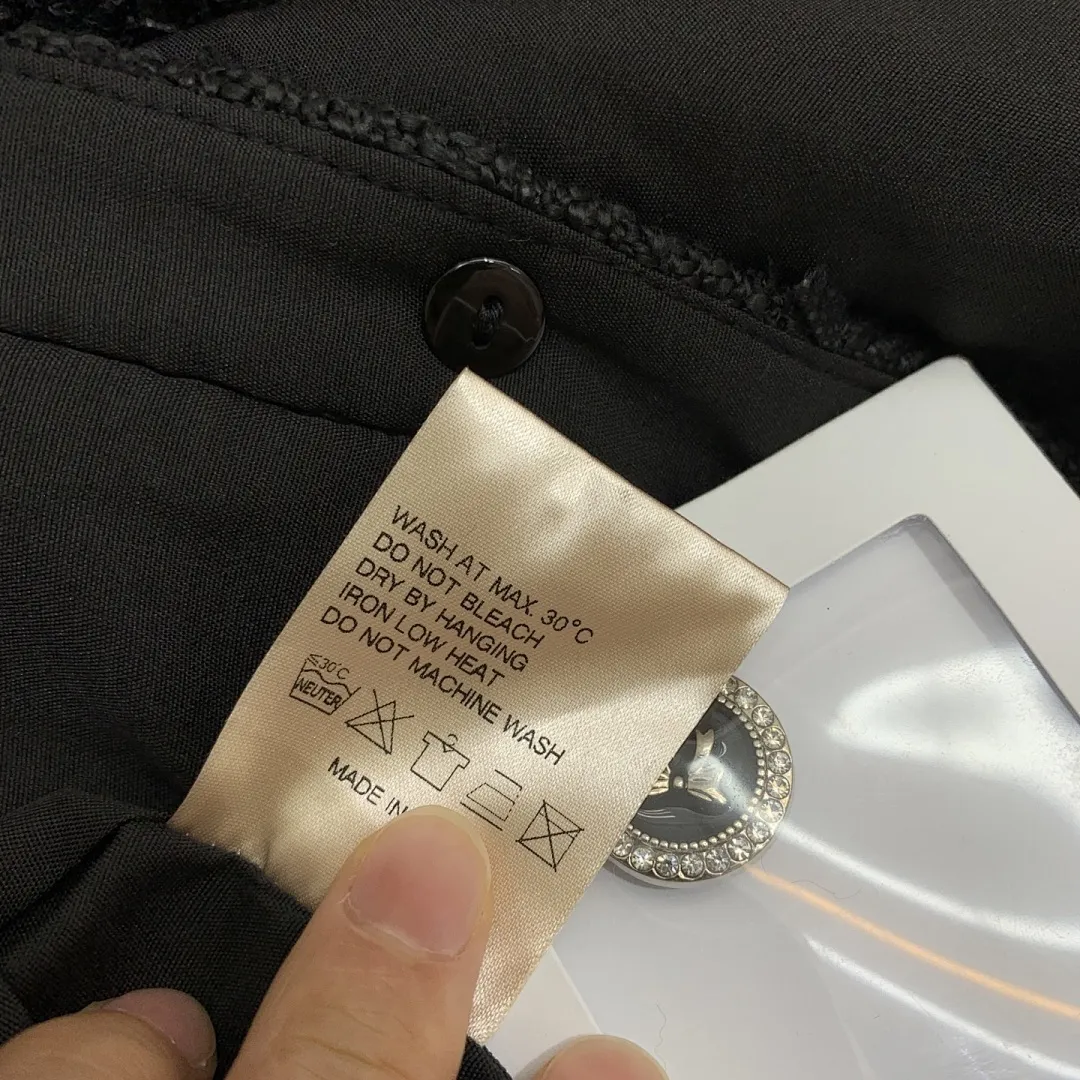 WASH AT MAX. 30°C
DO NOT BLEACH
DRY BY HANGING
IRON LOW HEAT
DO NOT MACHINE WASH
≤30°C
NEUTER
MADE IN